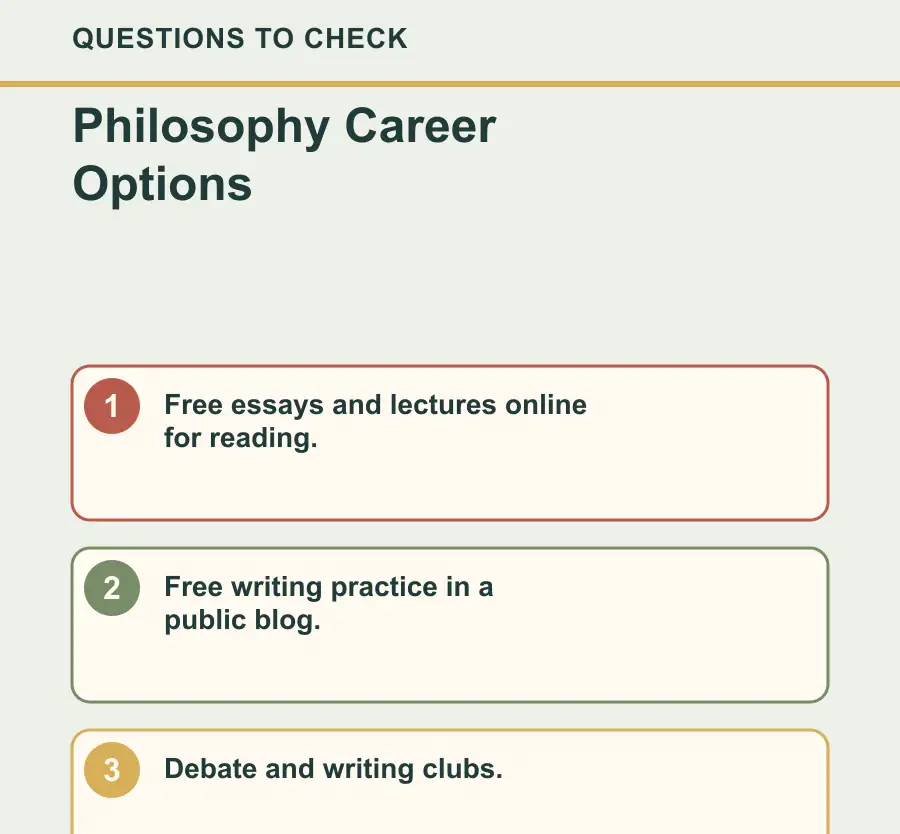 QUESTIONS TO CHECK
Philosophy Career
Options
1
Free essays and lectures online
for reading.
2
Free writing practice in a
public blog.
3
Debate and writing clubs.